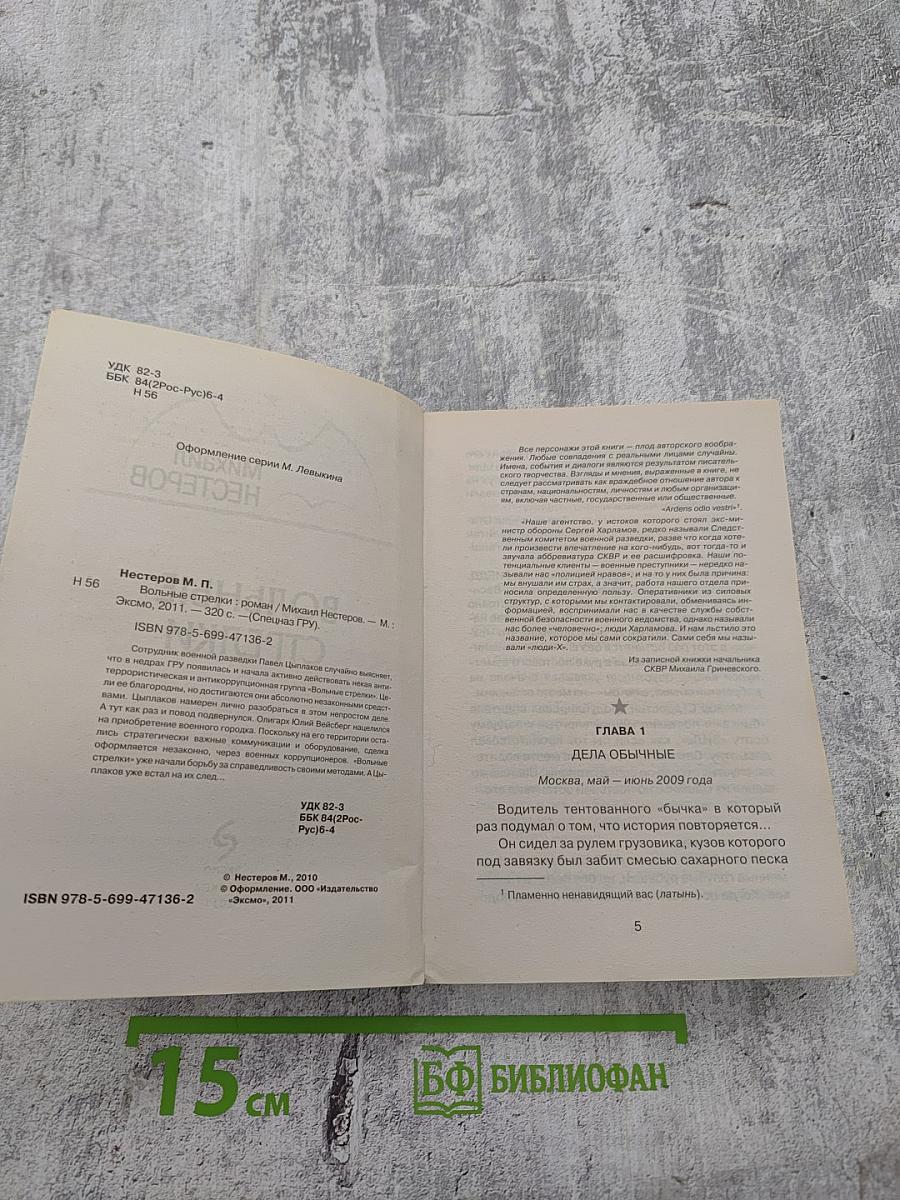 УДК 82-3
ББК 84(2Рос-Рус)6-4
Н 56
Оформление серии М. Левыкина
Нестеров М. П.
Н 56
Вольные стрелки : роман / Михаил Нестеров. — М. :
Эксмо, 2011. — 320 с. —(Спецназ ГРУ).
ISBN 978-5-699-47136-2
Сотрудник военной разведки Павел Цыплаков случайно выясняет,
что в недрах ГРУ появилась и начала активно действовать некая анти-
террористическая и антикоррупционная группа «Вольные стрелки». Це-
ли ее благородны, но достигаются они абсолютно незаконными средст-
вами. Цыплаков намерен лично разобраться в этом непростом деле.
А тут как раз и повод подвернулся. Олигарх Юлий Вейсберг нацелился
на приобретение военного городка. Поскольку на его территории оста-
лись стратегически важные коммуникации и оборудование, сделка
оформляется незаконно, через военных коррупционеров. «Вольные
стрелки» уже начали борьбу за справедливость своими методами. А Цы-
плаков уже встал на их след...
УДК 82-3
ББК 84(2Рос-
Рус)6-4
© Нестеров М., 2010
© Оформление. ООО «Издательство
«Эксмо», 2011
ISBN 978-5-699-47136-2
Все персонажи этой книги — плод авторского вообра-
жения. Любые совпадения с реальными лицами случайны.
Имена, события и диалоги являются результатом писатель-
ского творчества. Взгляды и мнения, выраженные в книге, не
следует рассматривать как враждебное отношение автора к
странам, национальностям, личностям и любым организаци-
ям, включая частные, государственные или общественные.
«Ardens odio vestri»¹.
«Наше агентство, у истоков которого стоял экс-ми-
нистр обороны Сергей Харламов, редко называли Следст-
венным комитетом военной разведки, разве что когда хоте-
ли произвести впечатление на кого-нибудь, вот тогда-то и
звучала аббревиатура СКВР и ее расшифровка. Наши по-
тенциальные клиенты — военные преступники — нередко на-
зывали нас «полицией нравов», и на то у них была причина:
мы внушали им страх, а значит, работа нашего отдела при-
носила определенную пользу. Оперативники из силовых
структур, с которыми мы контактировали, обмениваясь ин-
формацией, воспринимали нас в качестве службы собст-
венной безопасности военного ведомства, однако называли
нас более «человечно»: люди Харламова. И нам льстило это
название, которое мы сами сократили. Сами себя мы назы-
вали «люди-Х».
Из записной книжки начальника
СКВР Михаила Гриневского.
ГЛАВА 1
ДЕЛА ОБЫЧНЫЕ
Москва, май — июнь 2009 года
Водитель тентованного «бычка» в который
раз подумал о том, что история повторяется...
Он сидел за рулем грузовика, кузов которого
под завязку был забит смесью сахарного песка
¹ Пламенно ненавидящий вас (латынь).
5
15 см
БФ БИБЛИОФАН